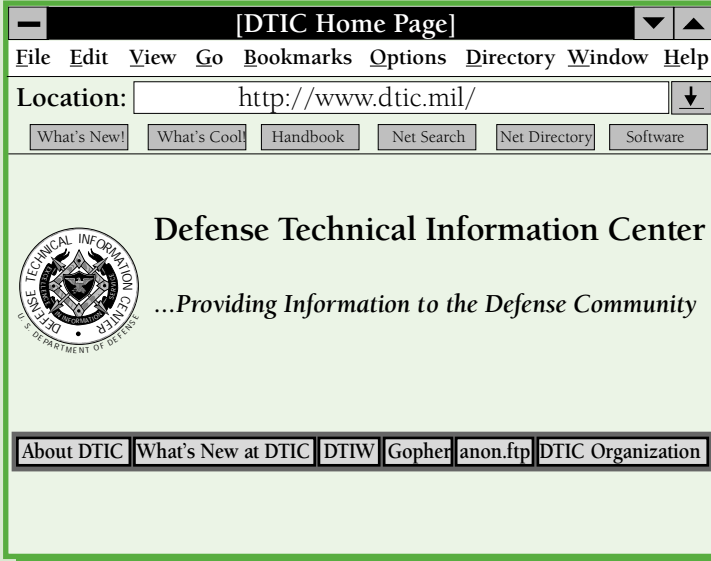 [DTIC Home Page]
File Edit View Go Bookmarks Options Directory Window Help
Location: http://www.dtic.mil/
What's New! What's Cool! Handbook Net Search Net Directory Software
Defense Technical Information Center
...Providing Information to the Defense Community
DEFENSE TECHNICAL INFORMATION CENTER
U. S. DEPARTMENT OF DEFENSE
About DTIC What's New at DTIC DTIW Gopher anon.ftp DTIC Organization